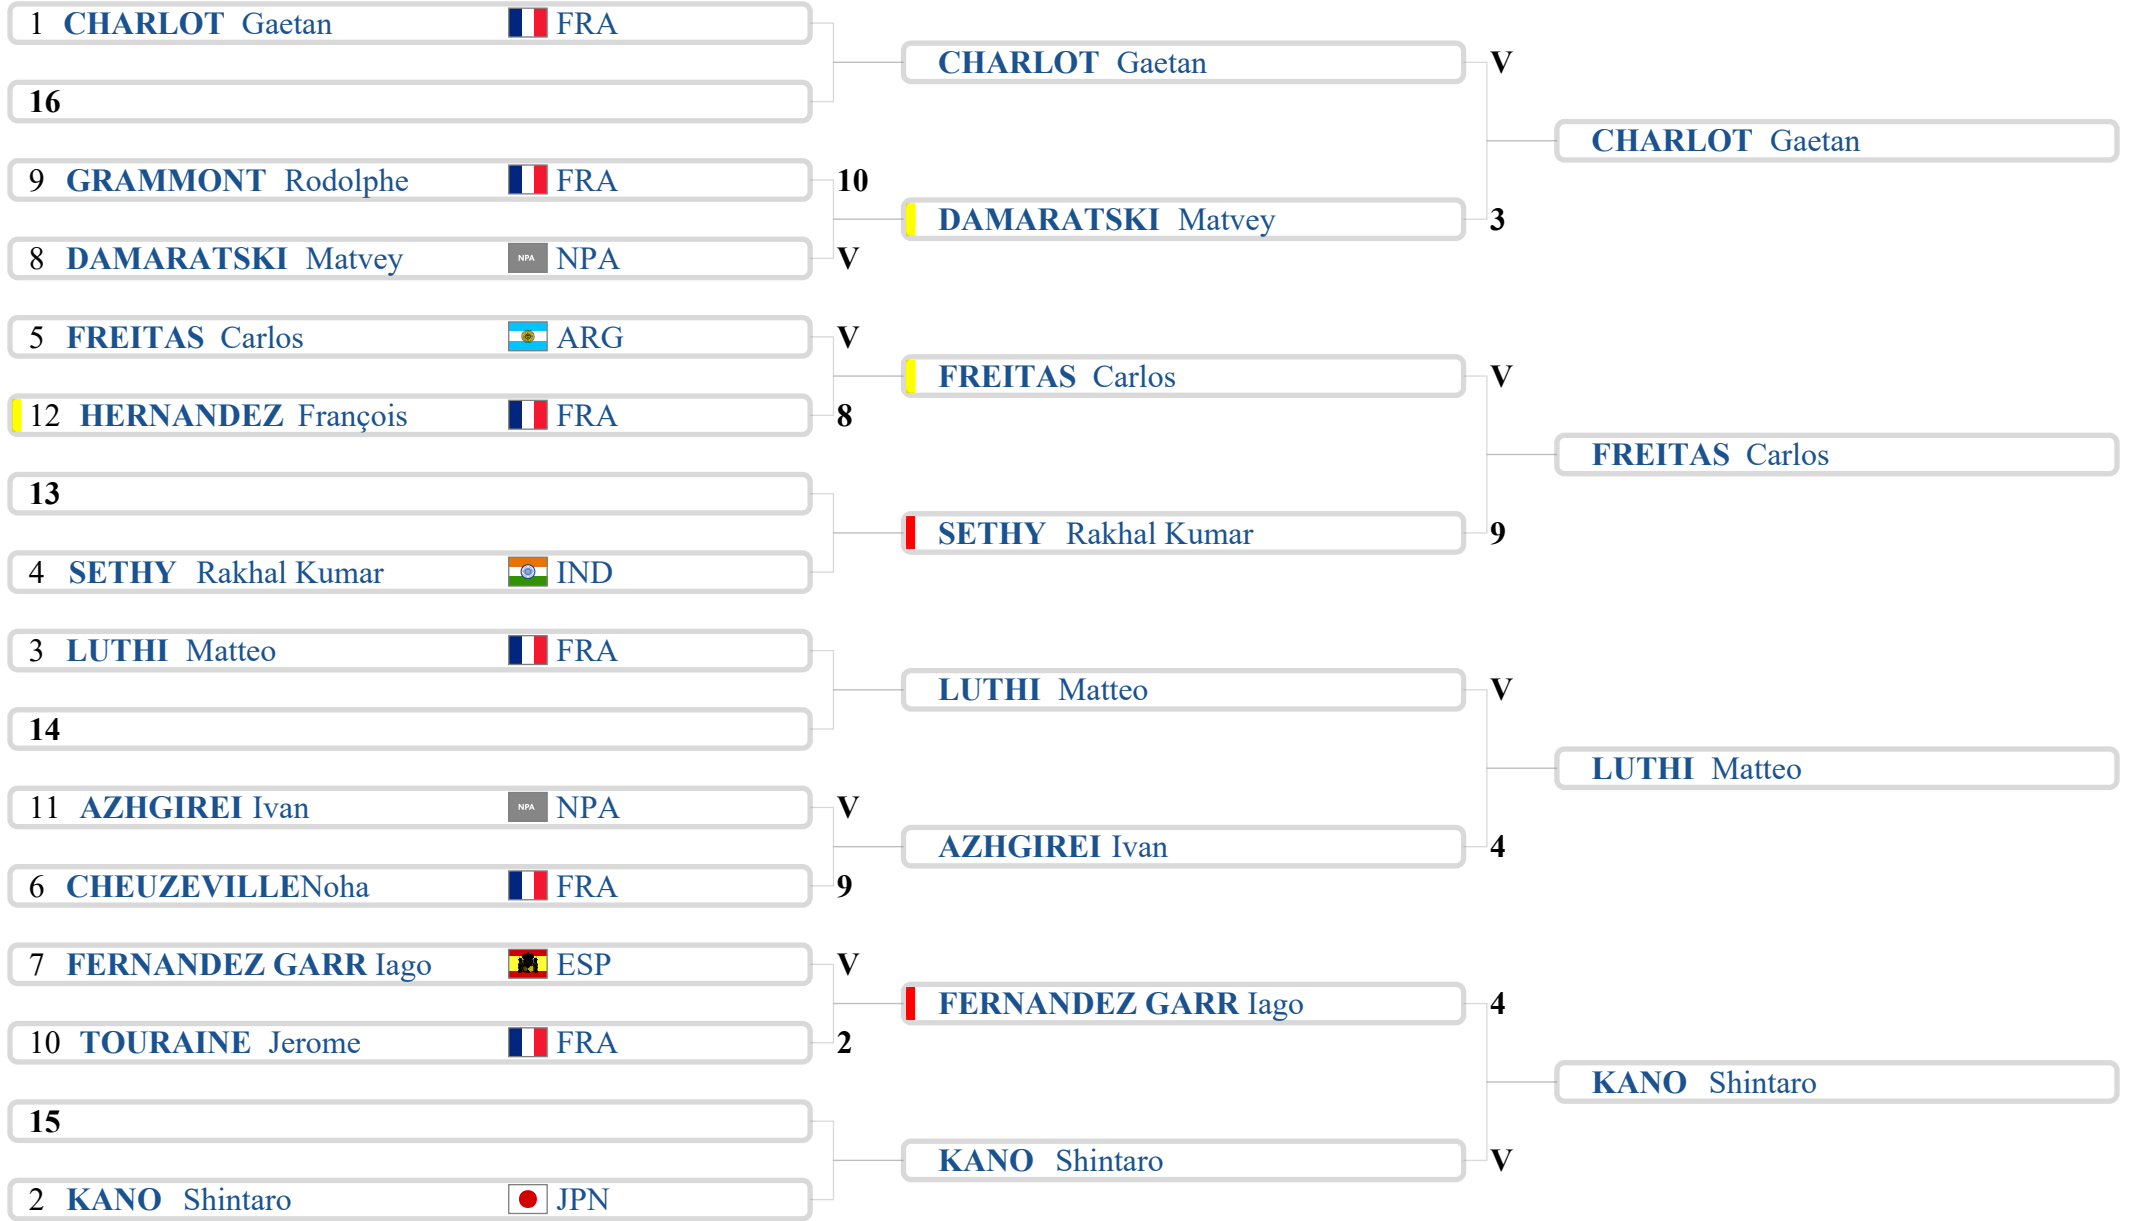 1 CHARLOT Gaetan FRA
CHARLOT Gaetan V
16
CHARLOT Gaetan
9 GRAMMONT Rodolphe FRA 10
DAMARATSKI Matvey 3
8 DAMARATSKI Matvey NPA NPA V
5 FREITAS Carlos ARG V
FREITAS Carlos V
12 HERNANDEZ François FRA 8
FREITAS Carlos
13
SETHY Rakhal Kumar 9
4 SETHY Rakhal Kumar IND
3 LUTHI Matteo FRA
LUTHI Matteo V
14
LUTHI Matteo
11 AZHGIREI Ivan NPA NPA V
AZHGIREI Ivan 4
6 CHEUZEVILLENoha FRA 9
7 FERNANDEZ GARR Iago ESP V
FERNANDEZ GARR Iago 4
10 TOURAINE Jerome FRA 2
KANO Shintaro
15
KANO Shintaro V
2 KANO Shintaro JPN